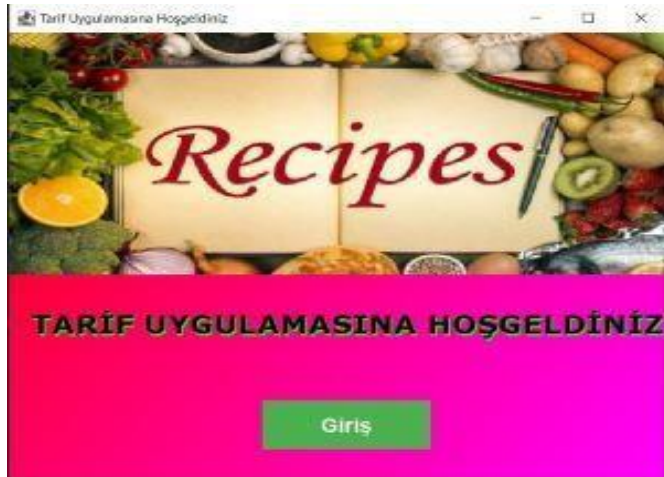 Tarif Uygulamasına Hoşgeldiniz
Recipes
TARİF UYGULAMASINA HOŞGELDİNİZ
Giriş